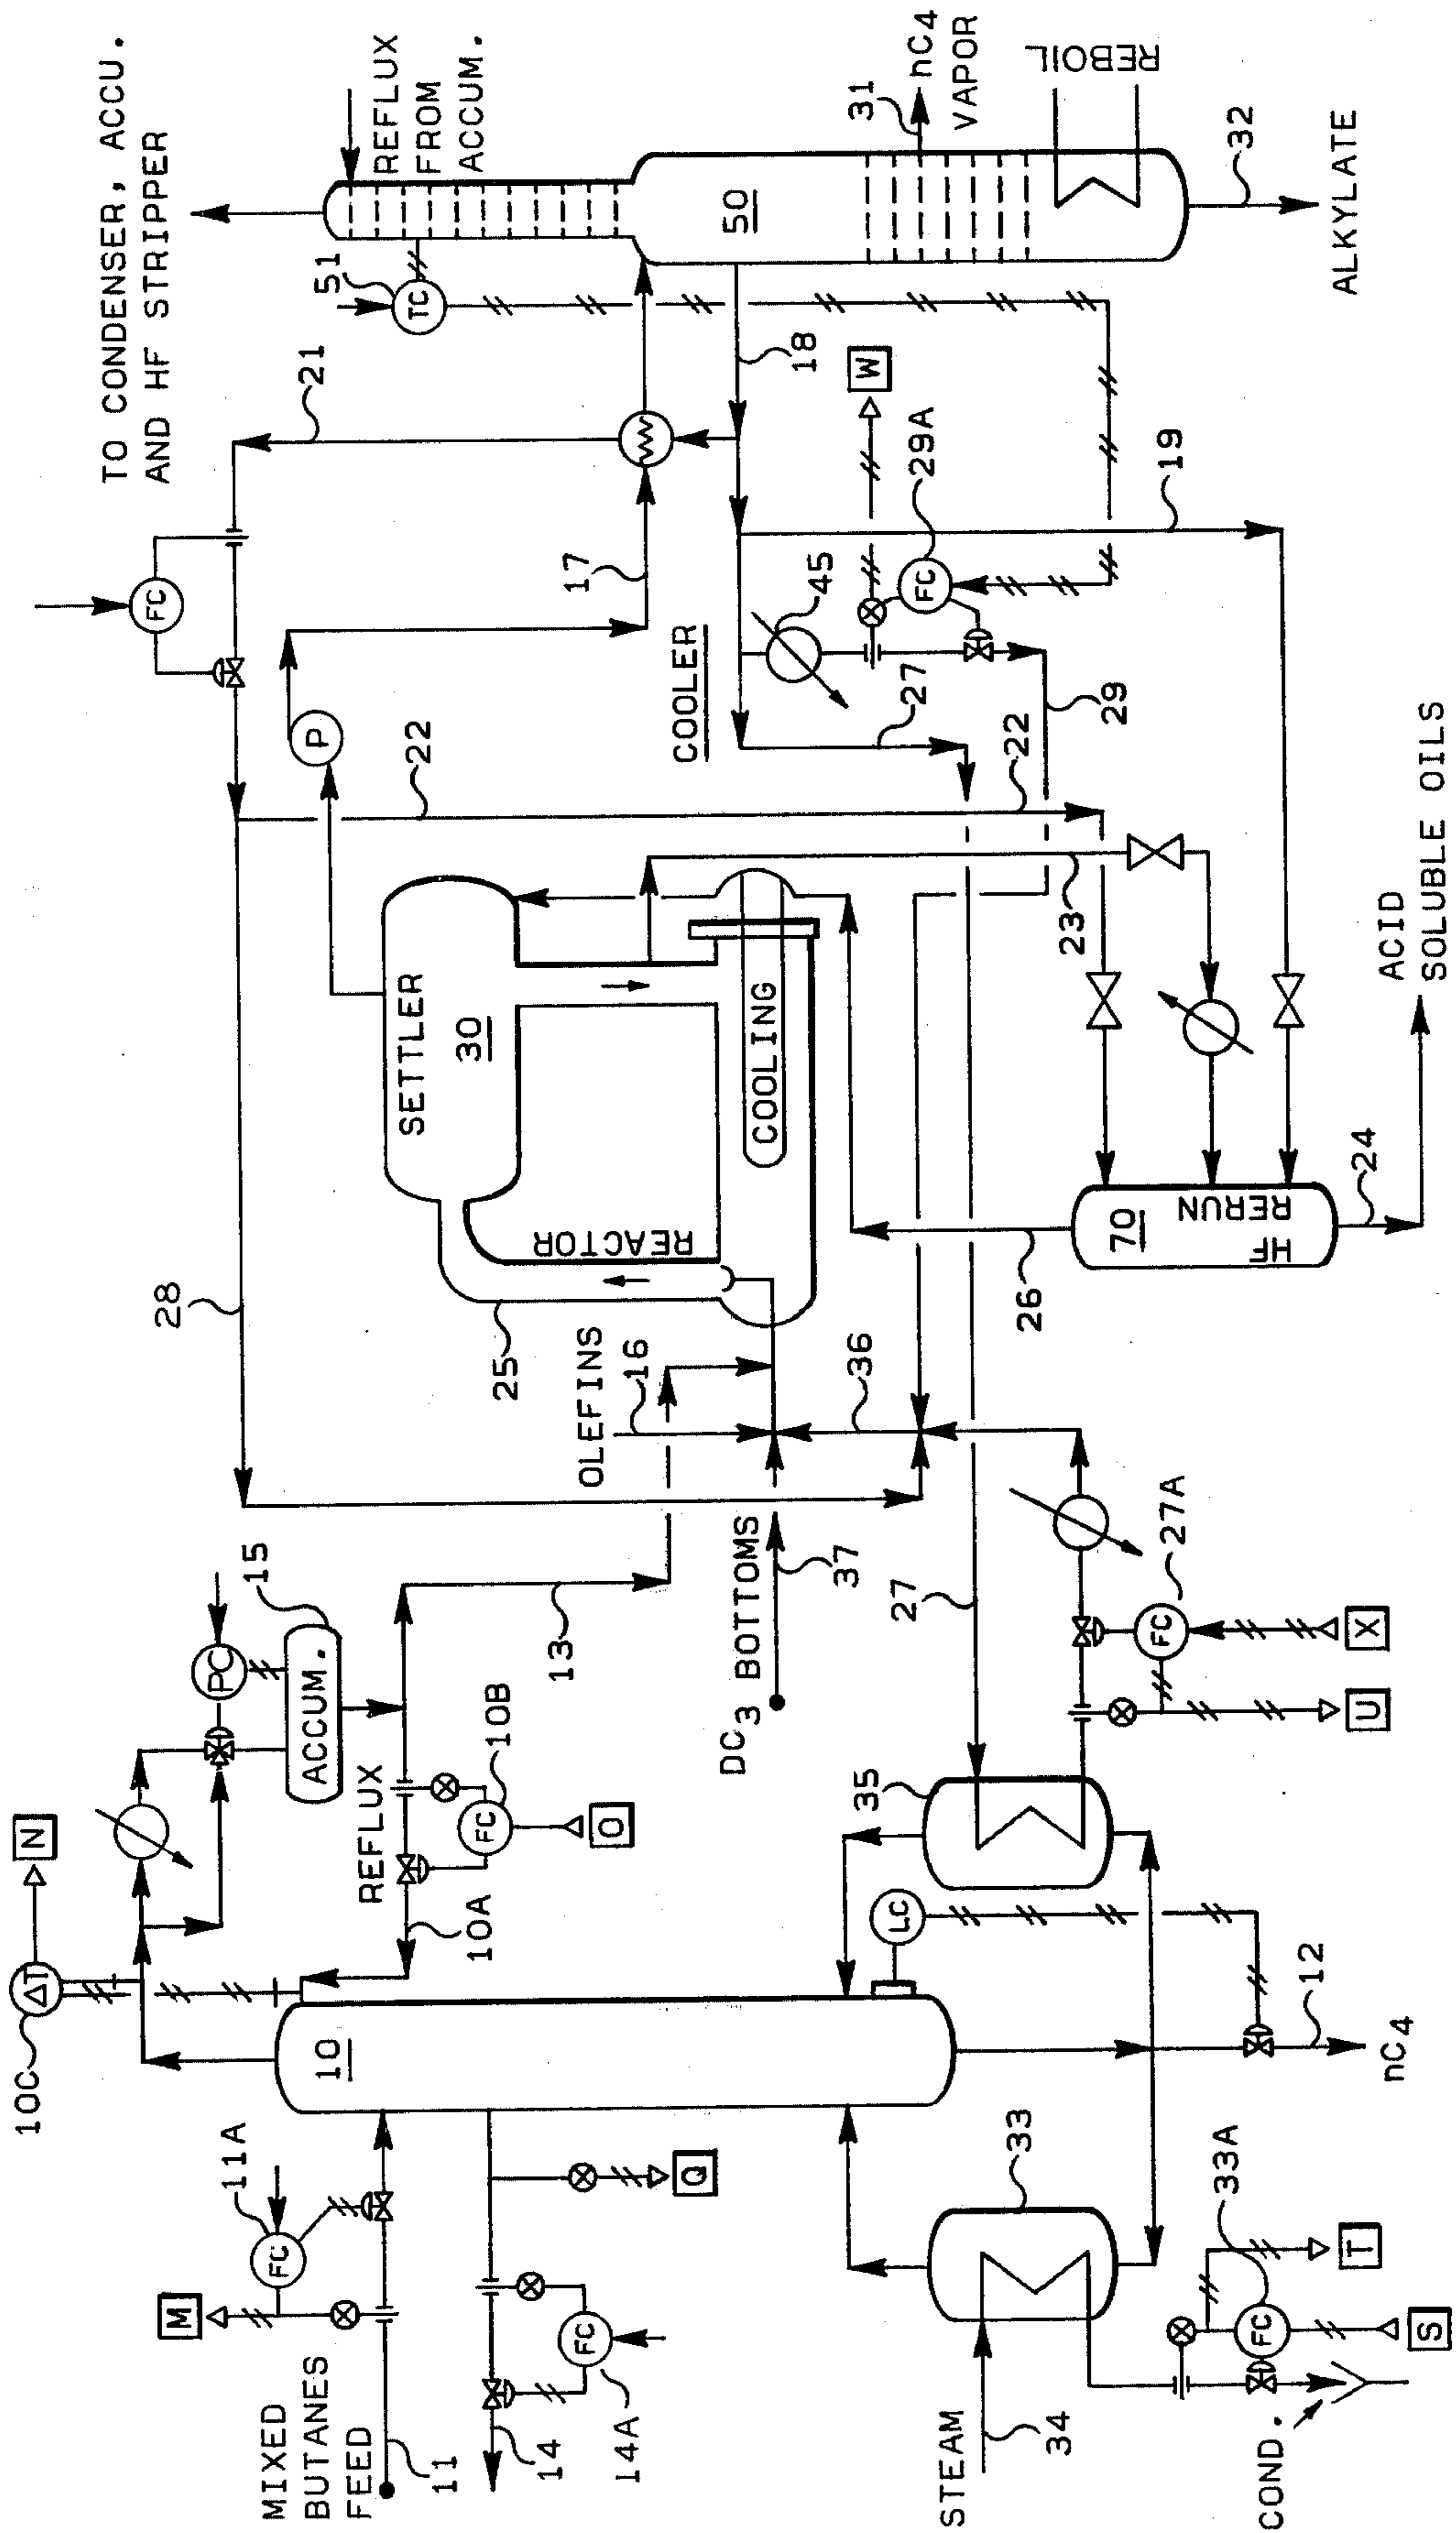 TO CONDENSER, ACCU.
AND HF STRIPPER
REFLUX
FROM
ACCUM.
51
TC
50
31
nC4
VAPOR
REBOIL
32
ALKYLATE
21
18
W
29A
FC
19
FC
17
P
COOLER
45
27
29
22
22
23
SETTLER
30
COOLING
REACTOR
25
28
ACID
SOLUBLE OILS
70
HF
RERUN
24
26
OLEFINS
16
36
15
PC
ACCUM.
13
DC3 BOTTOMS
37
27
27A
FC
X
U
N
10C
ΔT
REFLUX
10B
FC
O
10A
35
LC
10
12
nC4
11A
FC
M
MIXED
BUTANES
FEED
11
14
14A
FC
Q
33
33A
FC
T
S
STEAM
34
COND.